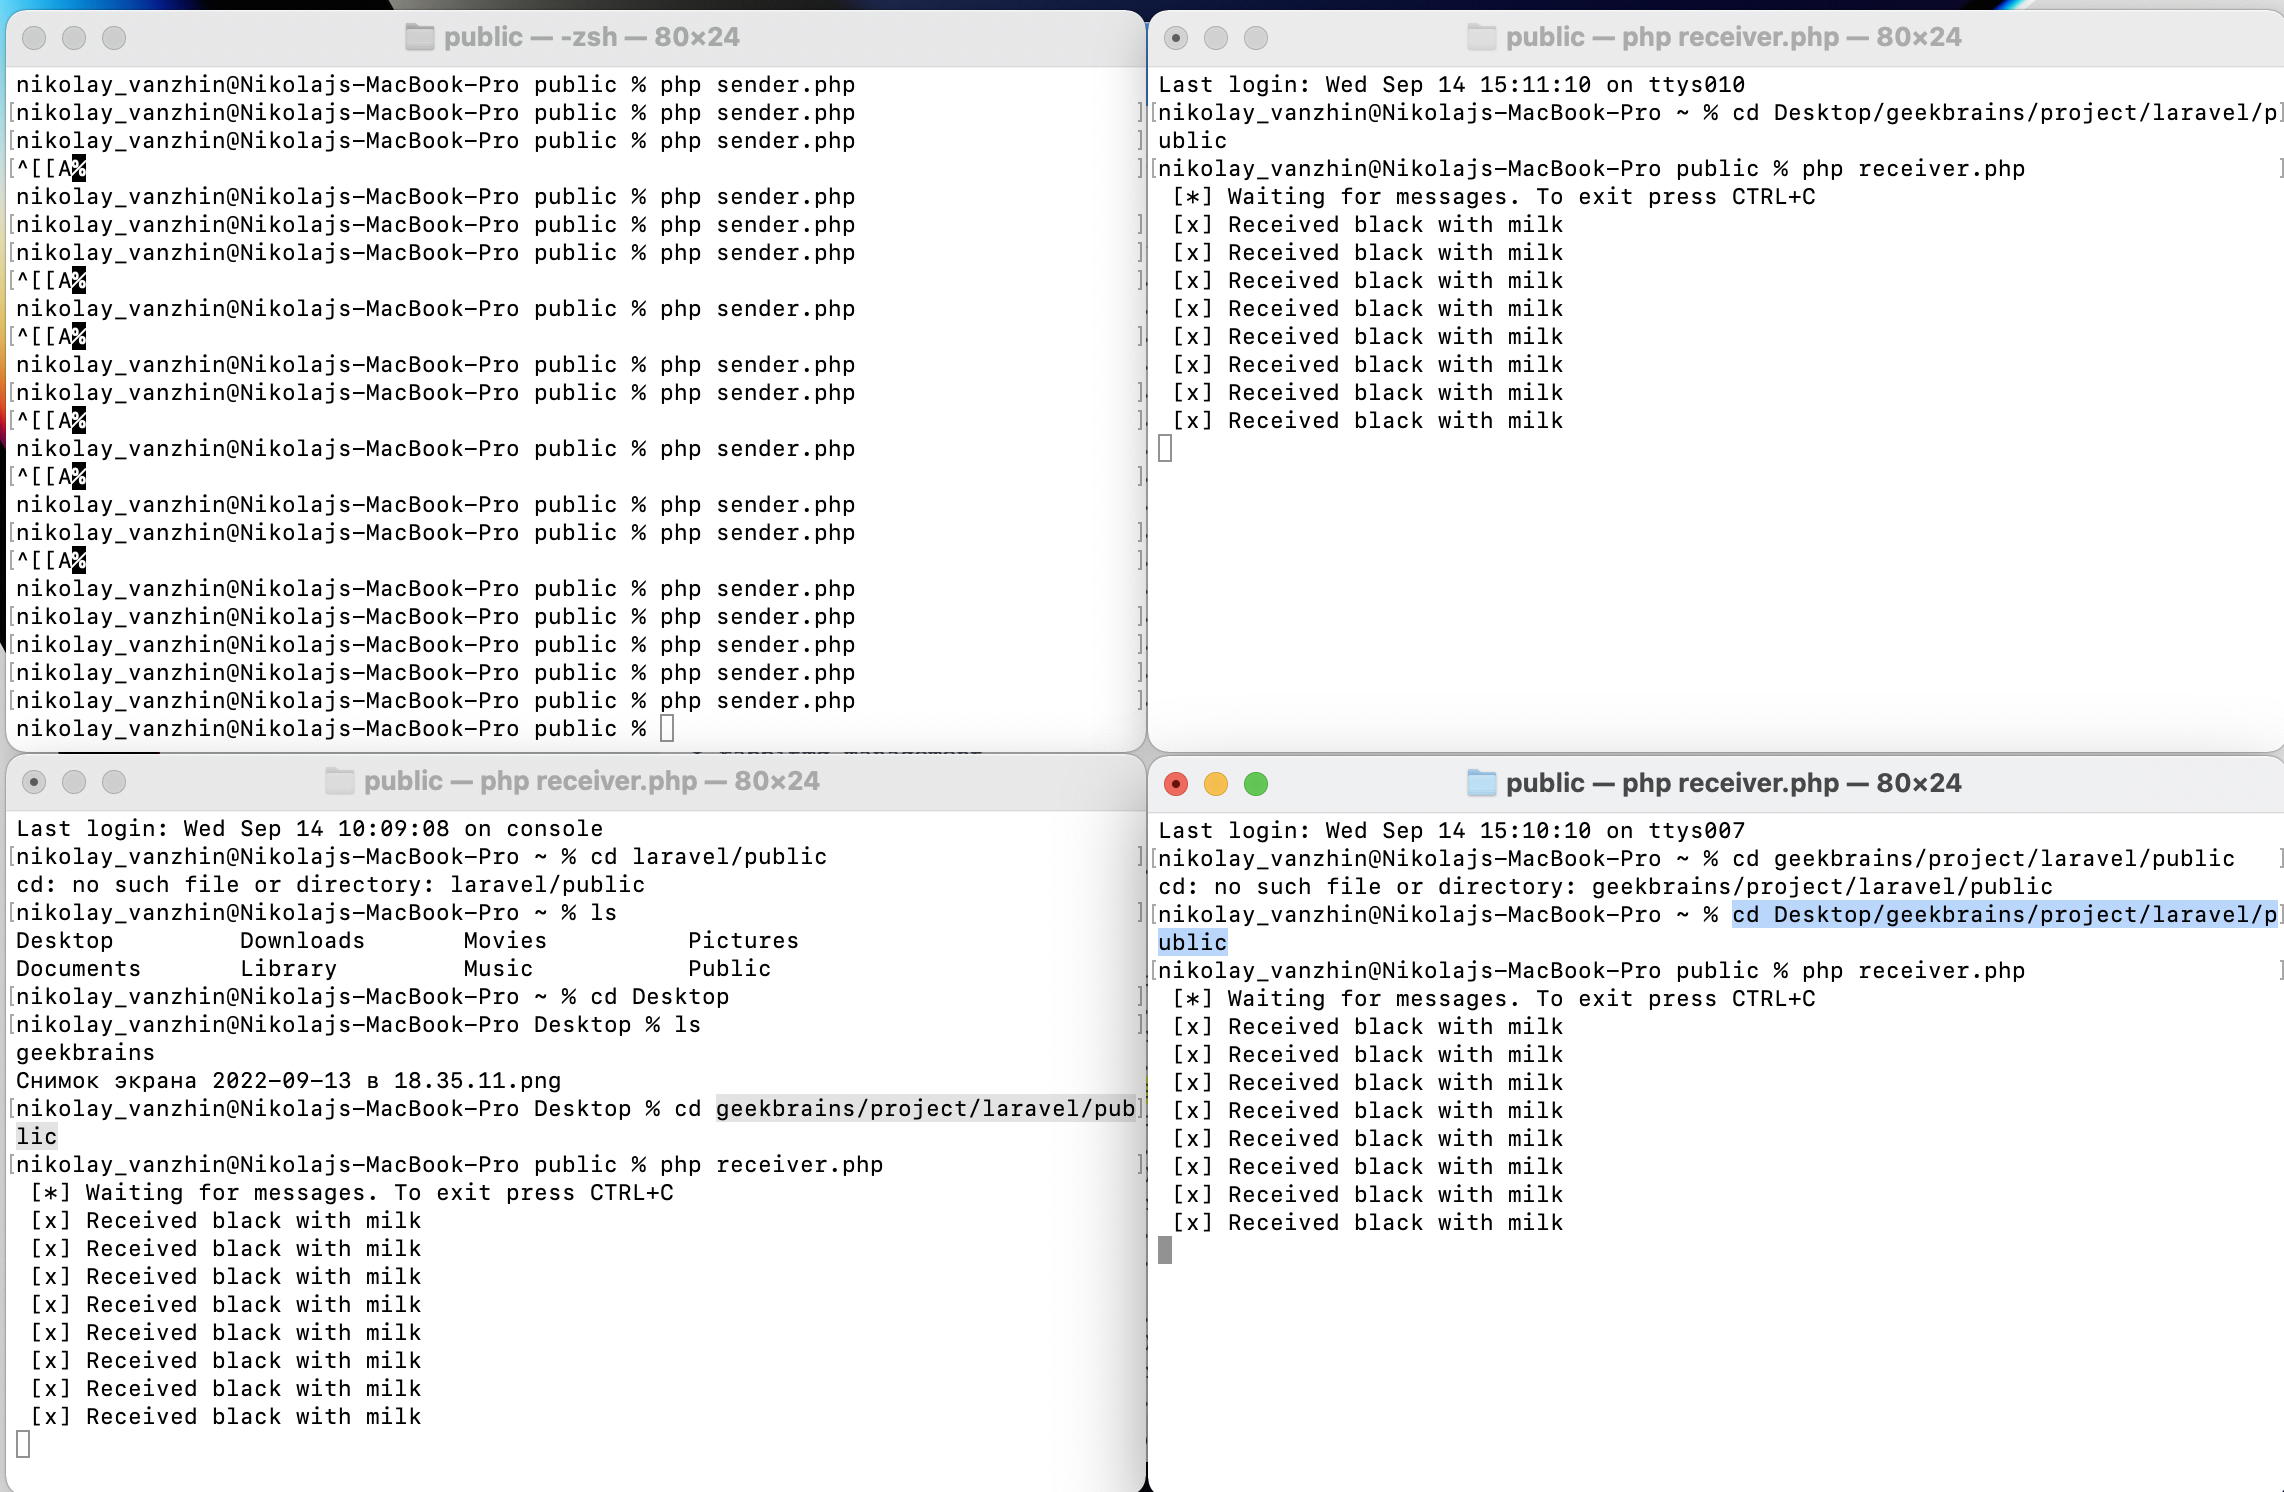 public — -zsh — 80×24
nikolay_vanzhin@Nikolajs-MacBook-Pro public % php sender.php
[nikolay_vanzhin@Nikolajs-MacBook-Pro public % php sender.php ]
[nikolay_vanzhin@Nikolajs-MacBook-Pro public % php sender.php ]
[^[[A% ]
nikolay_vanzhin@Nikolajs-MacBook-Pro public % php sender.php
[nikolay_vanzhin@Nikolajs-MacBook-Pro public % php sender.php ]
[nikolay_vanzhin@Nikolajs-MacBook-Pro public % php sender.php ]
[^[[A% ]
nikolay_vanzhin@Nikolajs-MacBook-Pro public % php sender.php
[^[[A% ]
nikolay_vanzhin@Nikolajs-MacBook-Pro public % php sender.php
[nikolay_vanzhin@Nikolajs-MacBook-Pro public % php sender.php ]
[^[[A% ]
nikolay_vanzhin@Nikolajs-MacBook-Pro public % php sender.php
[^[[A% ]
nikolay_vanzhin@Nikolajs-MacBook-Pro public % php sender.php
[nikolay_vanzhin@Nikolajs-MacBook-Pro public % php sender.php ]
[^[[A% ]
nikolay_vanzhin@Nikolajs-MacBook-Pro public % php sender.php
[nikolay_vanzhin@Nikolajs-MacBook-Pro public % php sender.php ]
[nikolay_vanzhin@Nikolajs-MacBook-Pro public % php sender.php ]
[nikolay_vanzhin@Nikolajs-MacBook-Pro public % php sender.php ]
[nikolay_vanzhin@Nikolajs-MacBook-Pro public % php sender.php ]
nikolay_vanzhin@Nikolajs-MacBook-Pro public %
public — php receiver.php — 80×24
Last login: Wed Sep 14 15:11:10 on ttys010
[nikolay_vanzhin@Nikolajs-MacBook-Pro ~ % cd Desktop/geekbrains/project/laravel/p]
ublic
[nikolay_vanzhin@Nikolajs-MacBook-Pro public % php receiver.php ]
[*] Waiting for messages. To exit press CTRL+C
[x] Received black with milk
[x] Received black with milk
[x] Received black with milk
[x] Received black with milk
[x] Received black with milk
[x] Received black with milk
[x] Received black with milk
[x] Received black with milk
public — php receiver.php — 80×24
Last login: Wed Sep 14 10:09:08 on console
[nikolay_vanzhin@Nikolajs-MacBook-Pro ~ % cd laravel/public ]
cd: no such file or directory: laravel/public
[nikolay_vanzhin@Nikolajs-MacBook-Pro ~ % ls ]
Desktop Downloads Movies Pictures
Documents Library Music Public
[nikolay_vanzhin@Nikolajs-MacBook-Pro ~ % cd Desktop ]
[nikolay_vanzhin@Nikolajs-MacBook-Pro Desktop % ls ]
geekbrains
Снимок экрана 2022-09-13 в 18.35.11.png
[nikolay_vanzhin@Nikolajs-MacBook-Pro Desktop % cd geekbrains/project/laravel/pub]
lic
[nikolay_vanzhin@Nikolajs-MacBook-Pro public % php receiver.php ]
[*] Waiting for messages. To exit press CTRL+C
[x] Received black with milk
[x] Received black with milk
[x] Received black with milk
[x] Received black with milk
[x] Received black with milk
[x] Received black with milk
[x] Received black with milk
[x] Received black with milk
public — php receiver.php — 80×24
Last login: Wed Sep 14 15:10:10 on ttys007
[nikolay_vanzhin@Nikolajs-MacBook-Pro ~ % cd geekbrains/project/laravel/public ]
cd: no such file or directory: geekbrains/project/laravel/public
[nikolay_vanzhin@Nikolajs-MacBook-Pro ~ % cd Desktop/geekbrains/project/laravel/p]
ublic
[nikolay_vanzhin@Nikolajs-MacBook-Pro public % php receiver.php ]
[*] Waiting for messages. To exit press CTRL+C
[x] Received black with milk
[x] Received black with milk
[x] Received black with milk
[x] Received black with milk
[x] Received black with milk
[x] Received black with milk
[x] Received black with milk
[x] Received black with milk